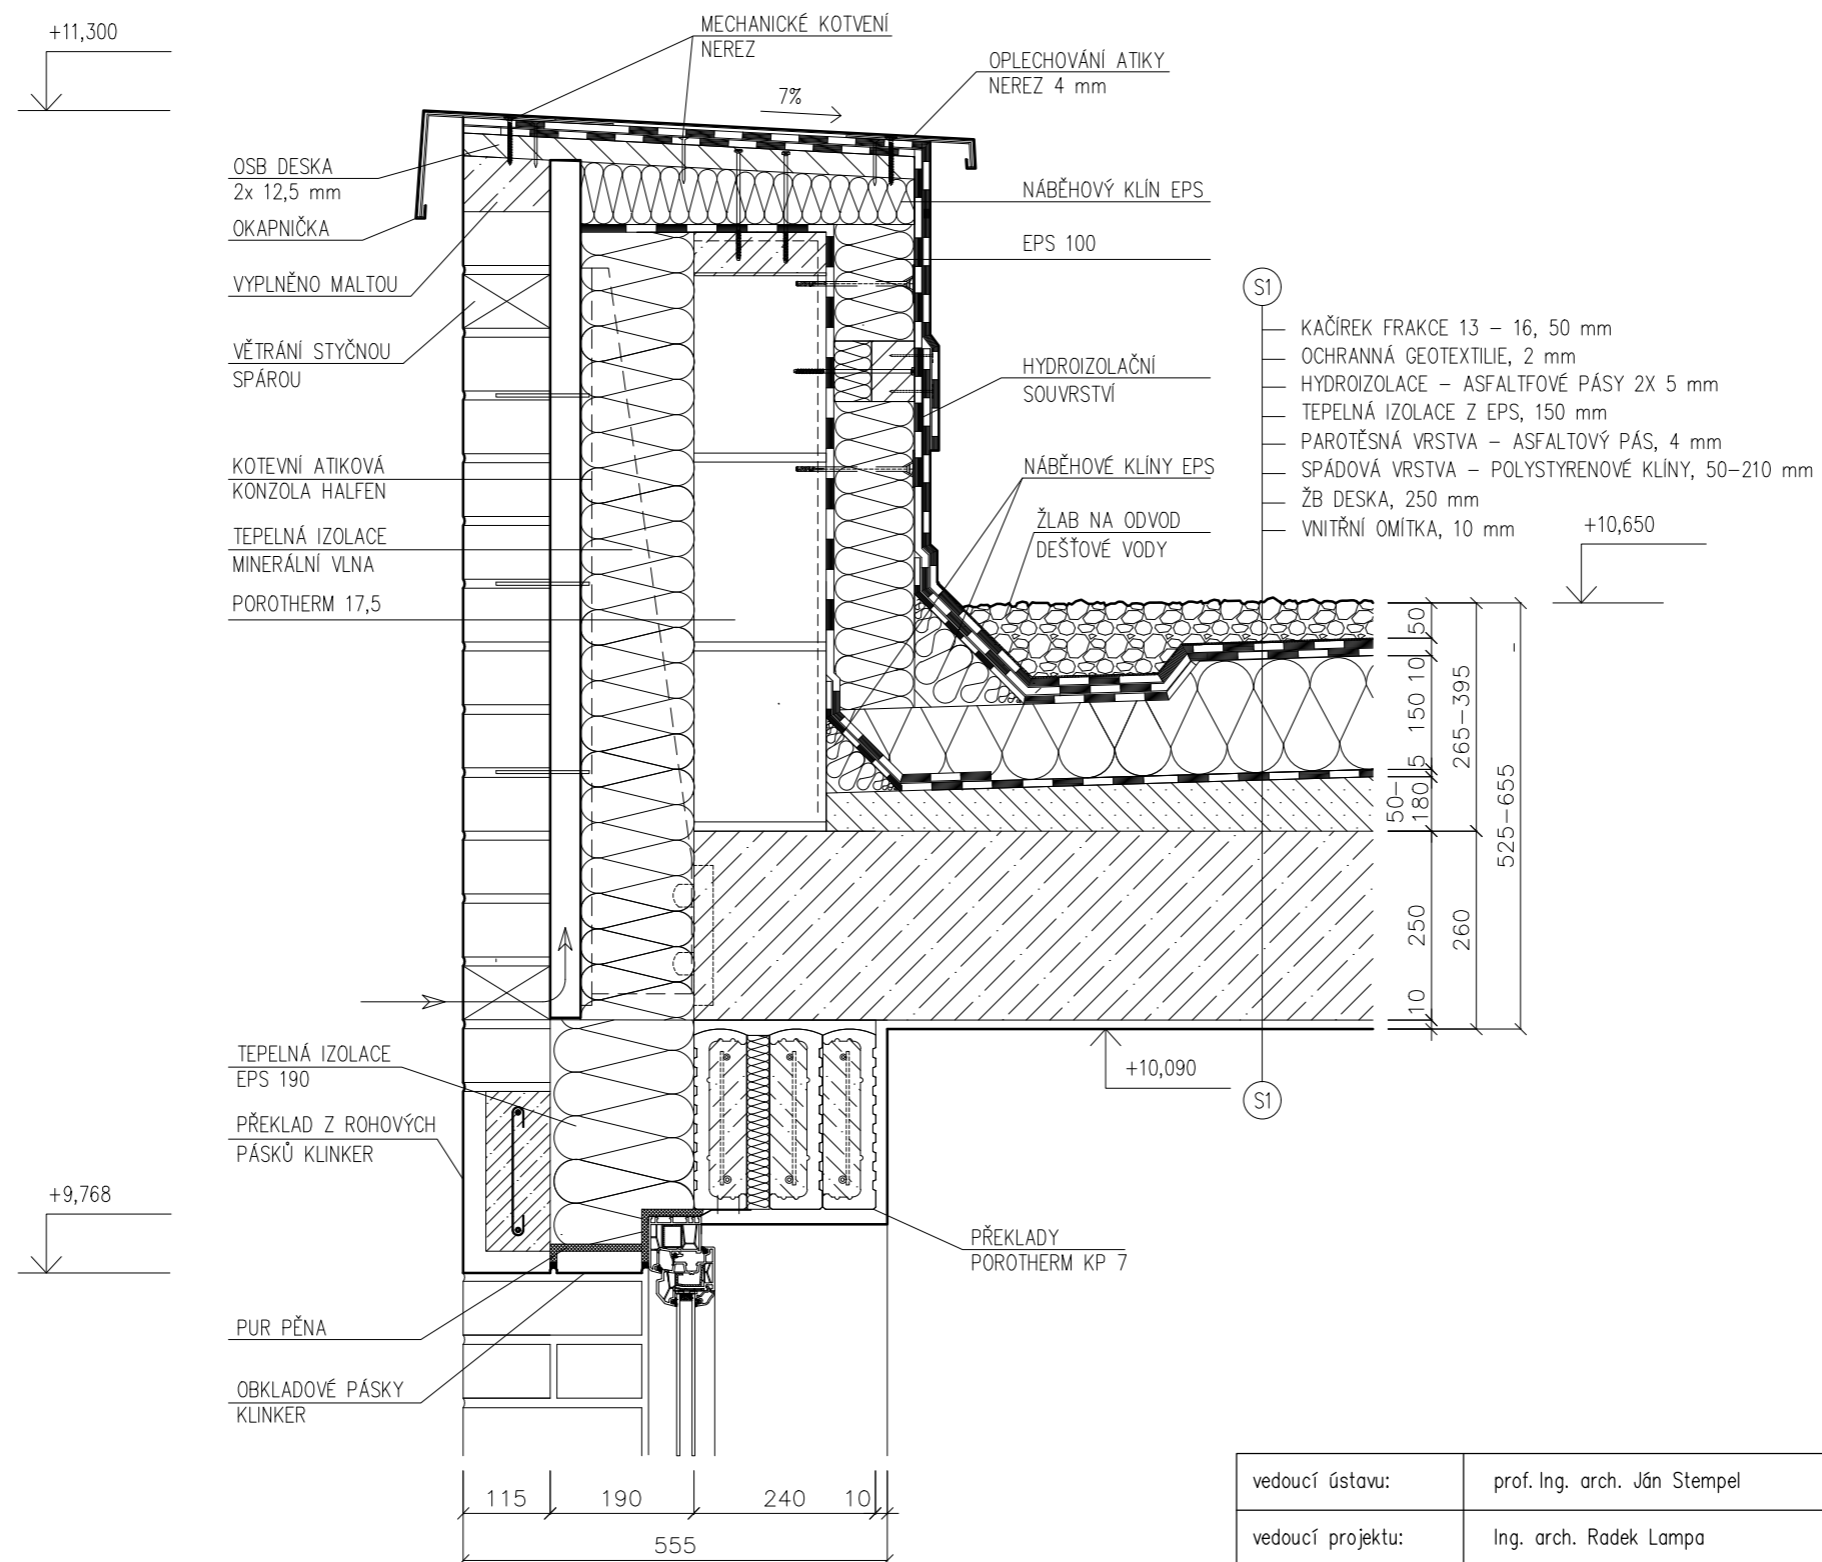 +11,300
MECHANICKÉ KOTVENÍ
NEREZ
OPLECHOVÁNÍ ATIKY
NEREZ 4 mm
7%
OSB DESKA
2x 12,5 mm
OKAPNIČKA
VYPLNĚNO MALTOU
VĚTRÁNÍ STYČNOU
SPÁROU
KOTEVNÍ ATIKOVÁ
KONZOLA HALFEN
TEPELNÁ IZOLACE
MINERÁLNÍ VLNA
POROTHERM 17,5
NÁBĚHOVÝ KLÍN EPS
EPS 100
HYDROIZOLAČNÍ
SOUVRSTVÍ
NÁBĚHOVÉ KLÍNY EPS
ŽLAB NA ODVOD
DEŠŤOVÉ VODY
S1
KAČÍREK FRAKCE 13 – 16, 50 mm
OCHRANNÁ GEOTEXTILIE, 2 mm
HYDROIZOLACE – ASFALTFOVÉ PÁSY 2X 5 mm
TEPELNÁ IZOLACE Z EPS, 150 mm
PAROTĚSNÁ VRSTVA – ASFALTOVÝ PÁS, 4 mm
SPÁDOVÁ VRSTVA – POLYSTYRENOVÉ KLÍNY, 50–210 mm
ŽB DESKA, 250 mm
VNITŘNÍ OMÍTKA, 10 mm
+10,650
50
10
150
5
50–
180
250
10
265–395
260
525–655
+10,090
S1
TEPELNÁ IZOLACE
EPS 190
PŘEKLAD Z ROHOVÝCH
PÁSKŮ KLINKER
+9,768
PUR PĚNA
OBKLADOVÉ PÁSKY
KLINKER
PŘEKLADY
POROTHERM KP 7
115
190
240
10
555
vedoucí ústavu: prof. Ing. arch. Ján Stempel
vedoucí projektu: Ing. arch. Radek Lampa